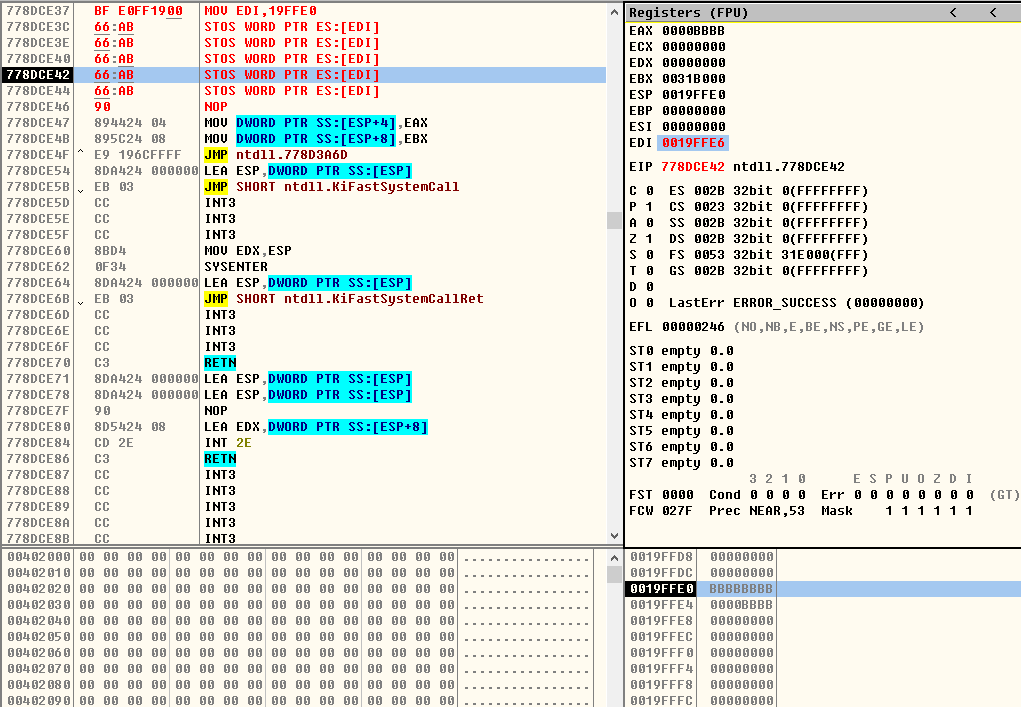 778DCE37 BF E0FF1900 MOV EDI,19FFE0
778DCE3C 66:AB STOS WORD PTR ES:[EDI]
778DCE3E 66:AB STOS WORD PTR ES:[EDI]
778DCE40 66:AB STOS WORD PTR ES:[EDI]
778DCE42 66:AB STOS WORD PTR ES:[EDI]
778DCE44 66:AB STOS WORD PTR ES:[EDI]
778DCE46 90 NOP
778DCE47 894424 04 MOV DWORD PTR SS:[ESP+4],EAX
778DCE4B 895C24 08 MOV DWORD PTR SS:[ESP+8],EBX
778DCE4F ^ E9 196CFFFF JMP ntdll.778D3A6D
778DCE54 8DA424 000000 LEA ESP,DWORD PTR SS:[ESP]
778DCE5B EB 03 JMP SHORT ntdll.KiFastSystemCall
778DCE5D CC INT3
778DCE5E CC INT3
778DCE5F CC INT3
778DCE60 8BD4 MOV EDX,ESP
778DCE62 0F34 SYSENTER
778DCE64 8DA424 000000 LEA ESP,DWORD PTR SS:[ESP]
778DCE6B EB 03 JMP SHORT ntdll.KiFastSystemCallRet
778DCE6D CC INT3
778DCE6E CC INT3
778DCE6F CC INT3
778DCE70 C3 RETN
778DCE71 8DA424 000000 LEA ESP,DWORD PTR SS:[ESP]
778DCE78 8DA424 000000 LEA ESP,DWORD PTR SS:[ESP]
778DCE7F 90 NOP
778DCE80 8D5424 08 LEA EDX,DWORD PTR SS:[ESP+8]
778DCE84 CD 2E INT 2E
778DCE86 C3 RETN
778DCE87 CC INT3
778DCE88 CC INT3
778DCE89 CC INT3
778DCE8A CC INT3
778DCE8B CC INT3
Registers (FPU) < <
EAX 0000BBBB
ECX 00000000
EDX 00000000
EBX 0031B000
ESP 0019FFE0
EBP 00000000
ESI 00000000
EDI 0019FFE6
EIP 778DCE42 ntdll.778DCE42
C 0 ES 002B 32bit 0(FFFFFFFF)
P 1 CS 0023 32bit 0(FFFFFFFF)
A 0 SS 002B 32bit 0(FFFFFFFF)
Z 1 DS 002B 32bit 0(FFFFFFFF)
S 0 FS 0053 32bit 31E000(FFF)
T 0 GS 002B 32bit 0(FFFFFFFF)
D 0
O 0 LastErr ERROR_SUCCESS (00000000)
EFL 00000246 (NO,NB,E,BE,NS,PE,GE,LE)
ST0 empty 0.0
ST1 empty 0.0
ST2 empty 0.0
ST3 empty 0.0
ST4 empty 0.0
ST5 empty 0.0
ST6 empty 0.0
ST7 empty 0.0
3 2 1 0 E S P U O Z D I
FST 0000 Cond 0 0 0 0 Err 0 0 0 0 0 0 0 0 (GT)
FCW 027F Prec NEAR,53 Mask 1 1 1 1 1 1
00402000 00 00 00 00 00 00 00 00 00 00 00 00 00 00 00 00 ................
00402010 00 00 00 00 00 00 00 00 00 00 00 00 00 00 00 00 ................
00402020 00 00 00 00 00 00 00 00 00 00 00 00 00 00 00 00 ................
00402030 00 00 00 00 00 00 00 00 00 00 00 00 00 00 00 00 ................
00402040 00 00 00 00 00 00 00 00 00 00 00 00 00 00 00 00 ................
00402050 00 00 00 00 00 00 00 00 00 00 00 00 00 00 00 00 ................
00402060 00 00 00 00 00 00 00 00 00 00 00 00 00 00 00 00 ................
00402070 00 00 00 00 00 00 00 00 00 00 00 00 00 00 00 00 ................
00402080 00 00 00 00 00 00 00 00 00 00 00 00 00 00 00 00 ................
00402090 00 00 00 00 00 00 00 00 00 00 00 00 00 00 00 00 ................
0019FFD8 00000000
0019FFDC 00000000
0019FFE0 BBBBBBBB
0019FFE4 0000BBBB
0019FFE8 00000000
0019FFEC 00000000
0019FFF0 00000000
0019FFF4 00000000
0019FFF8 00000000
0019FFFC 00000000